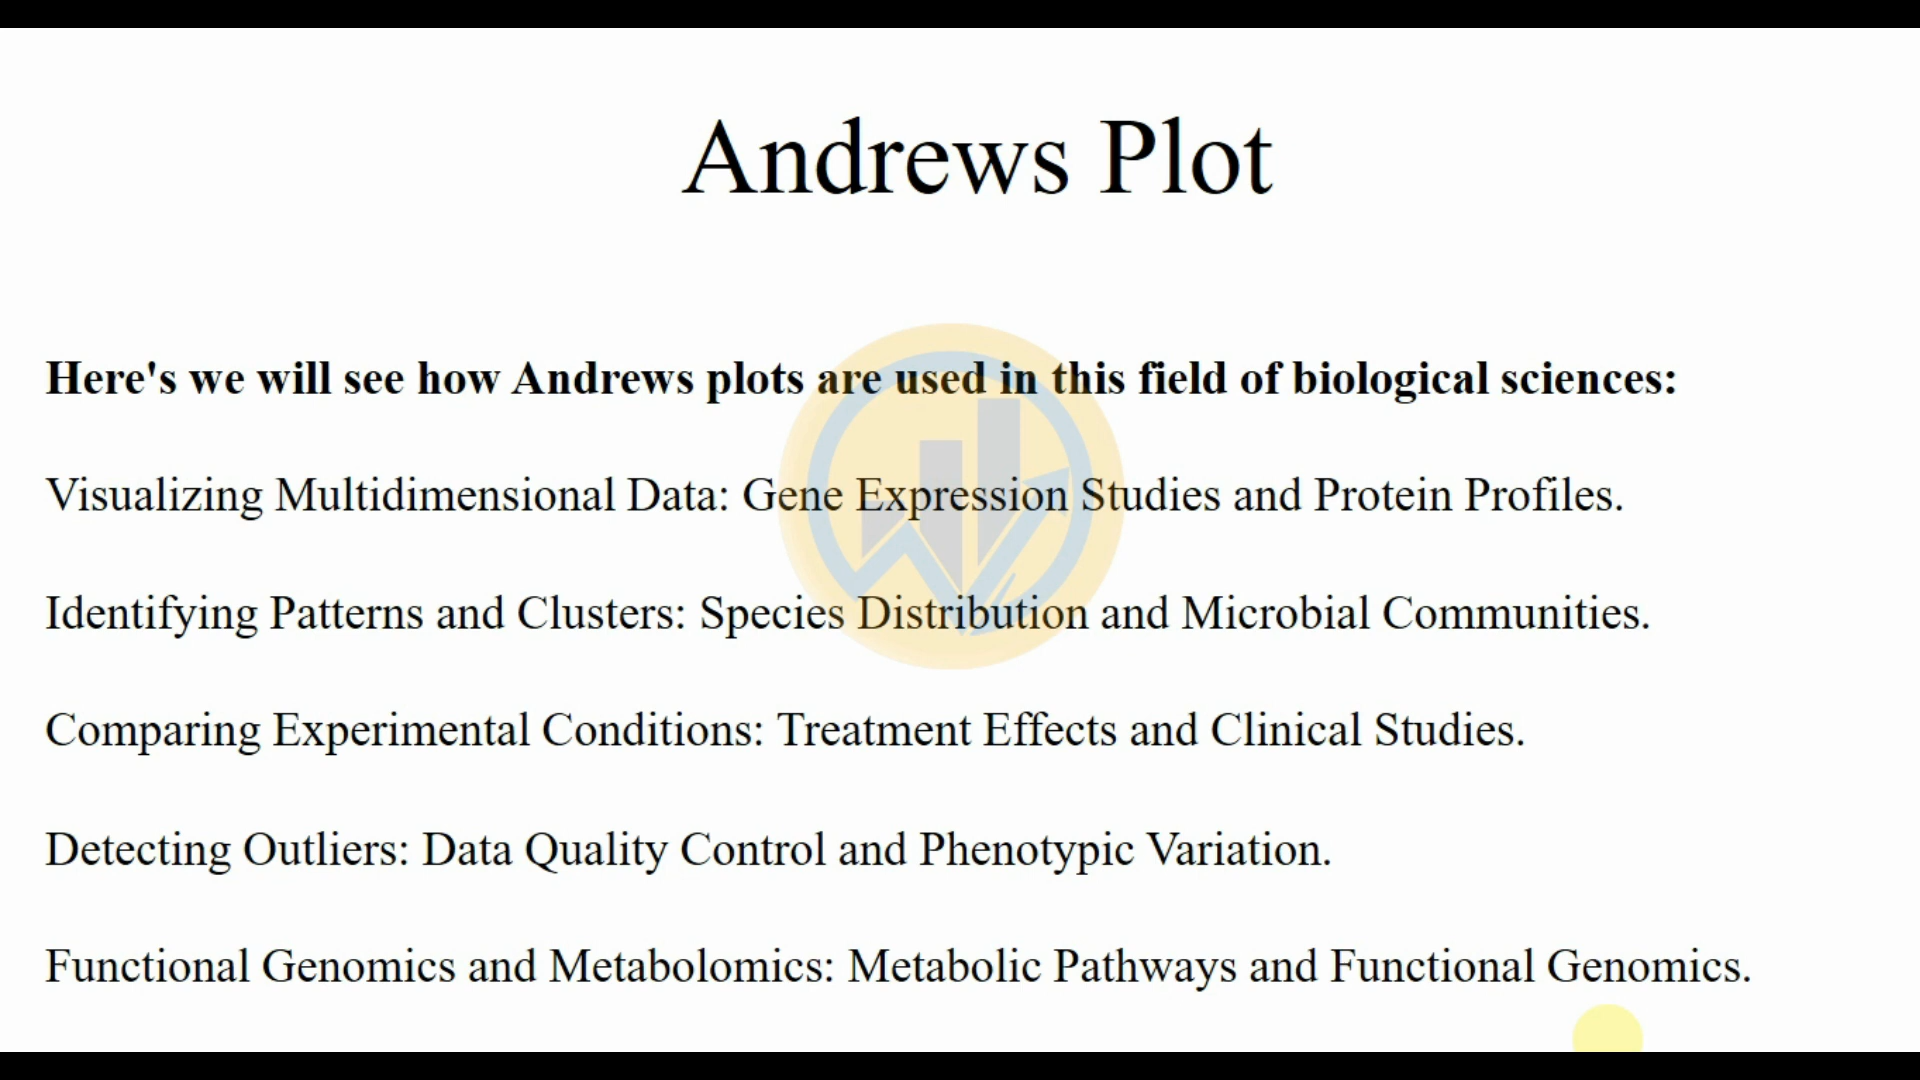 Andrews Plot
Here's we will see how Andrews plots are used in this field of biological sciences:
Visualizing Multidimensional Data: Gene Expression Studies and Protein Profiles.
Identifying Patterns and Clusters: Species Distribution and Microbial Communities.
Comparing Experimental Conditions: Treatment Effects and Clinical Studies.
Detecting Outliers: Data Quality Control and Phenotypic Variation.
Functional Genomics and Metabolomics: Metabolic Pathways and Functional Genomics.